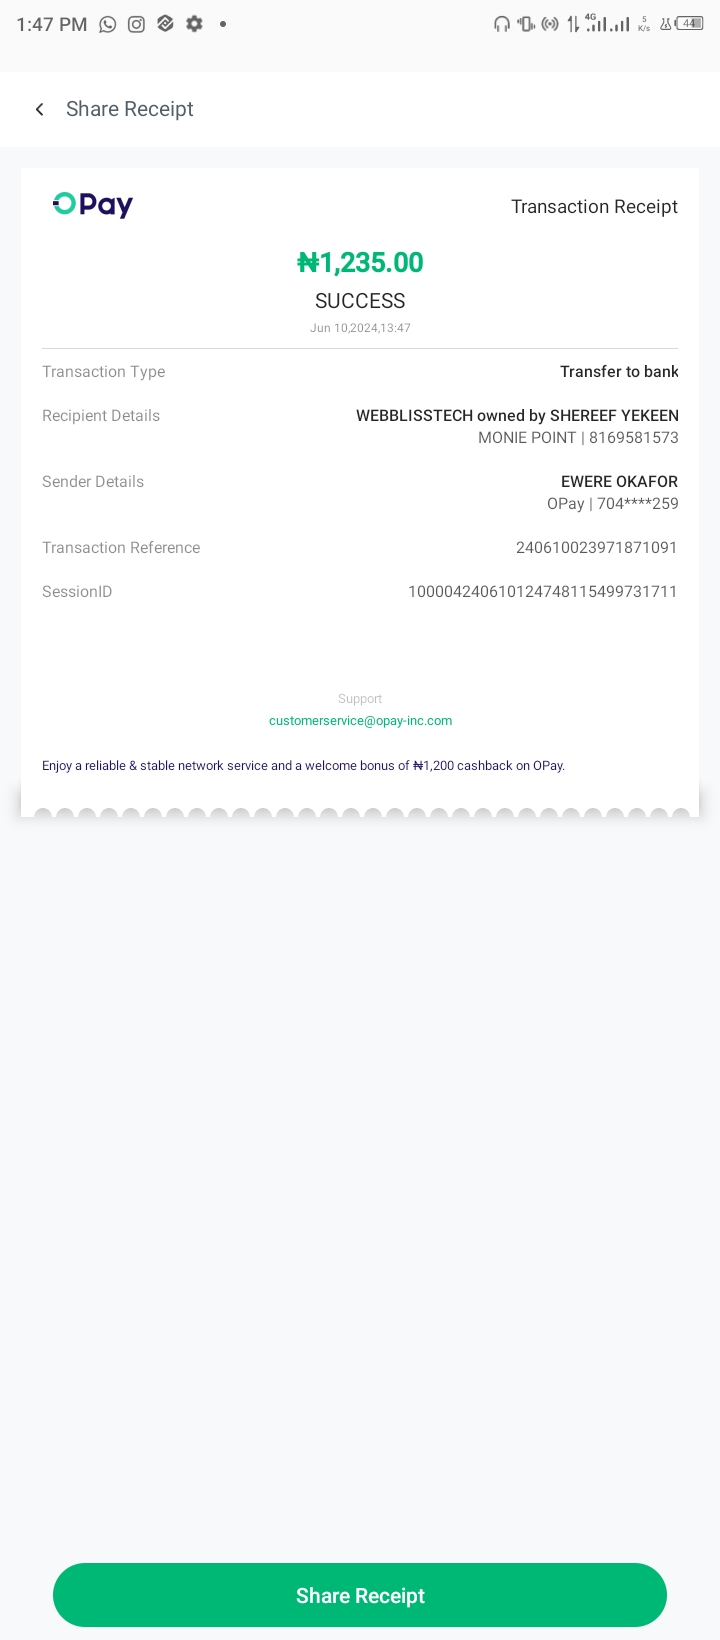 1:47 PM
4G
5
K/s
44
Share Receipt
OPay
Transaction Receipt
₦1,235.00
SUCCESS
Jun 10,2024,13:47
Transaction Type
Transfer to bank
Recipient Details
WEBBLISSTECH owned by SHEREEF YEKEEN
MONIE POINT | 8169581573
Sender Details
EWERE OKAFOR
OPay | 704****259
Transaction Reference
240610023971871091
SessionID
100004240610124748115499731711
Support
customerservice@opay-inc.com
Enjoy a reliable & stable network service and a welcome bonus of ₦1,200 cashback on OPay.
Share Receipt